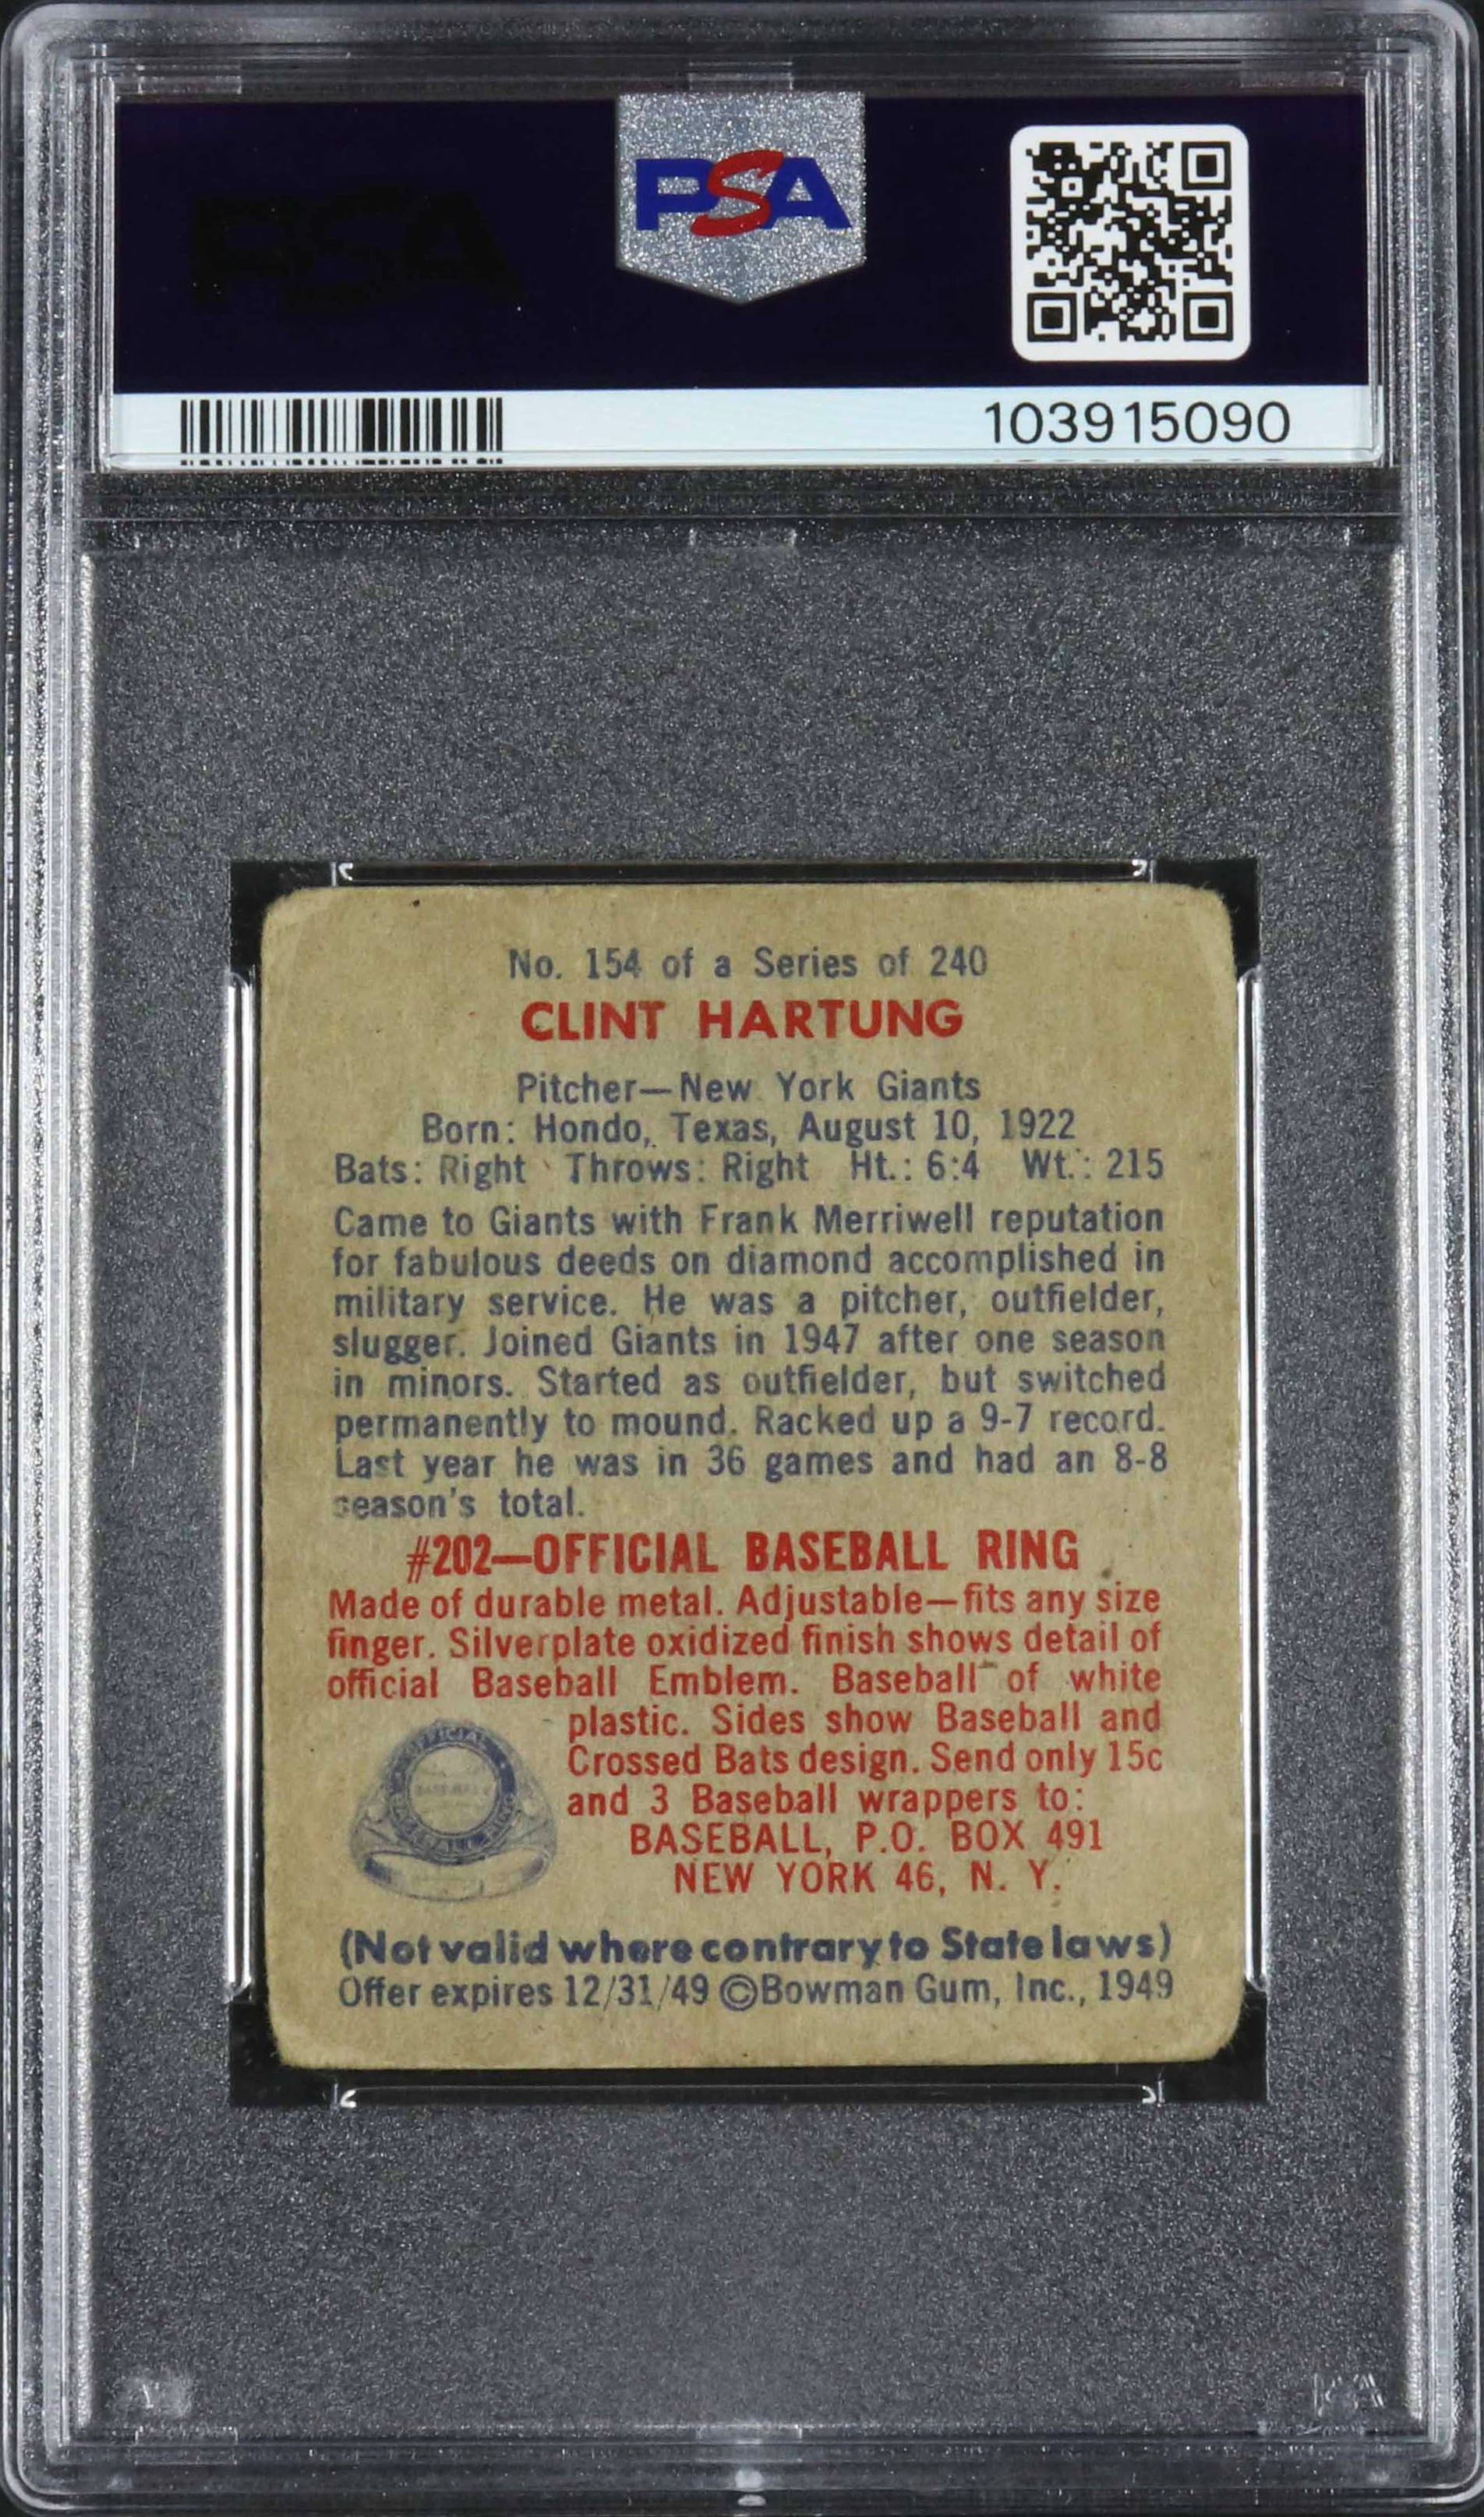 PSA
103915090
No. 154 of a Series of 240
CLINT HARTUNG
Pitcher—New York Giants
Born: Hondo, Texas, August 10, 1922
Bats: Right Throws: Right Ht.: 6:4 Wt.: 215
Came to Giants with Frank Merriwell reputation
for fabulous deeds on diamond accomplished in
military service. He was a pitcher, outfielder,
slugger. Joined Giants in 1947 after one season
in minors. Started as outfielder, but switched
permanently to mound. Racked up a 9-7 record.
Last year he was in 36 games and had an 8-8
season's total.
#202—OFFICIAL BASEBALL RING
Made of durable metal. Adjustable—fits any size
finger. Silverplate oxidized finish shows detail of
official Baseball Emblem. Baseball of white
plastic. Sides show Baseball and
Crossed Bats design. Send only 15c
and 3 Baseball wrappers to:
BASEBALL, P.O. BOX 491
NEW YORK 46, N. Y.
OFFICIAL
(Not valid where contrary to State laws)
Offer expires 12/31/49 ©Bowman Gum, Inc., 1949